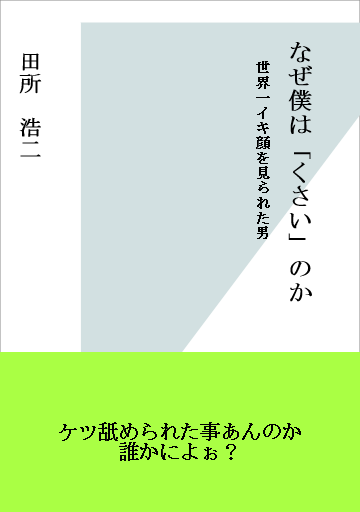 なぜ僕は「くさい」のか
世界一イキ顔を見られた男
田所 浩二
ケツ舐められた事あんのか
誰かによぉ？